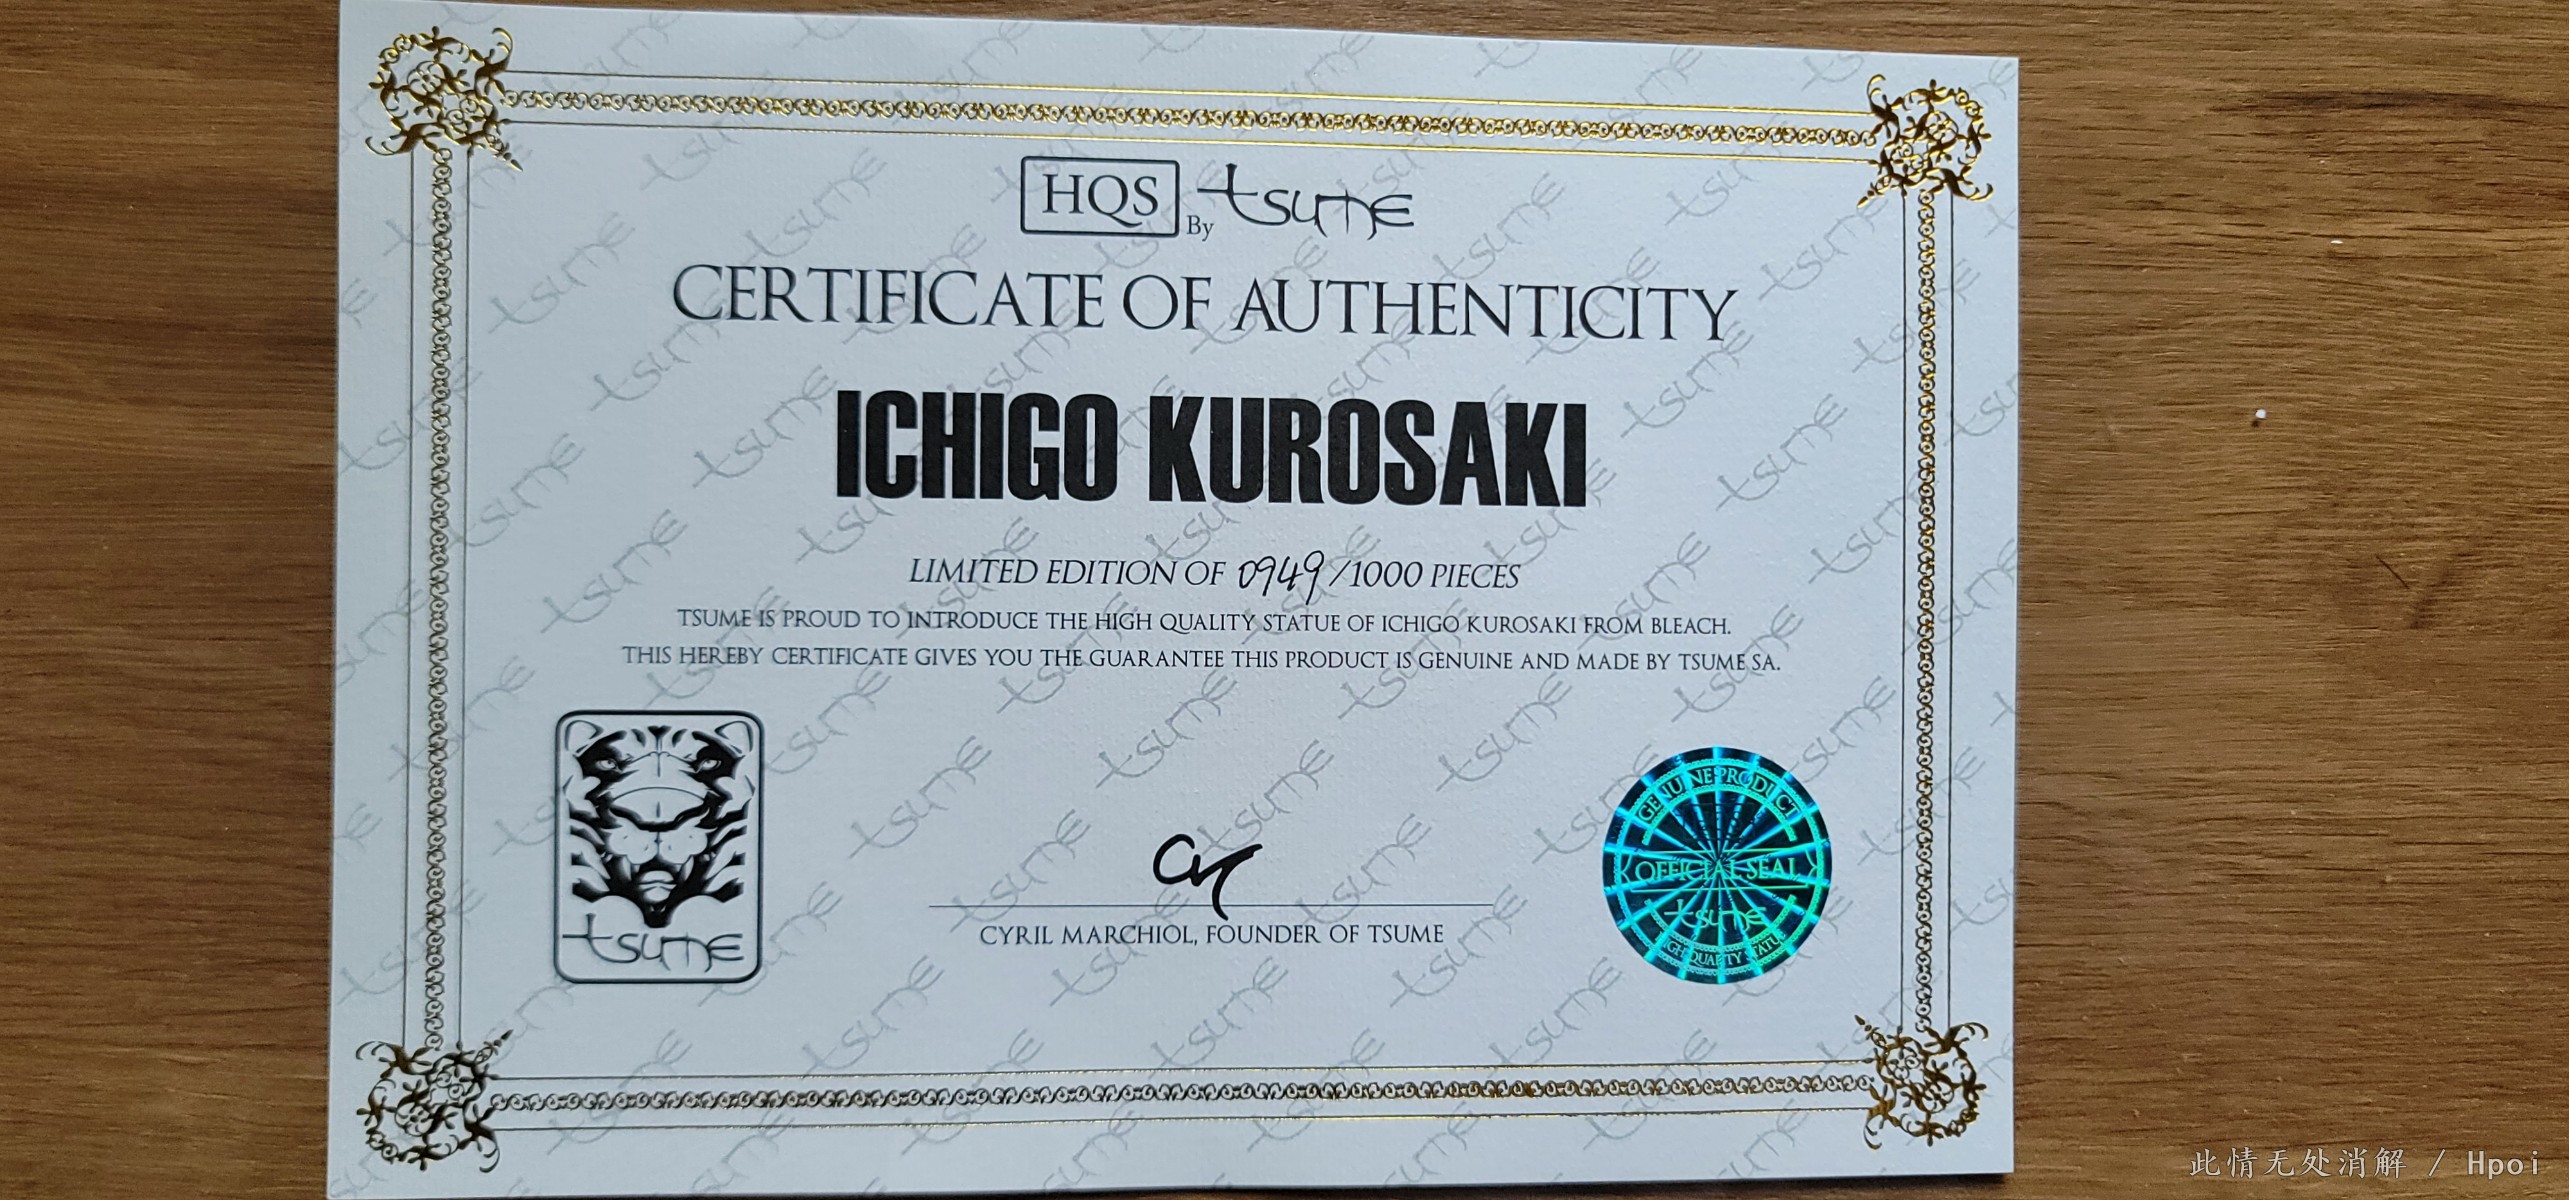 HQS By tsume
CERTIFICATE OF AUTHENTICITY
ICHIGO KUROSAKI
LIMITED EDITION OF 0949/1000 PIECES
TSUME IS PROUD TO INTRODUCE THE HIGH QUALITY STATUE OF ICHIGO KUROSAKI FROM BLEACH.
THIS HEREBY CERTIFICATE GIVES YOU THE GUARANTEE THIS PRODUCT IS GENUINE AND MADE BY TSUME SA.
tsume
CYRIL MARCHIOL, FOUNDER OF TSUME
GENUINE PRODUCT
OFFICIAL SEAL
tsume
QUALITY STATUE
此情无处消解 / Hpoi